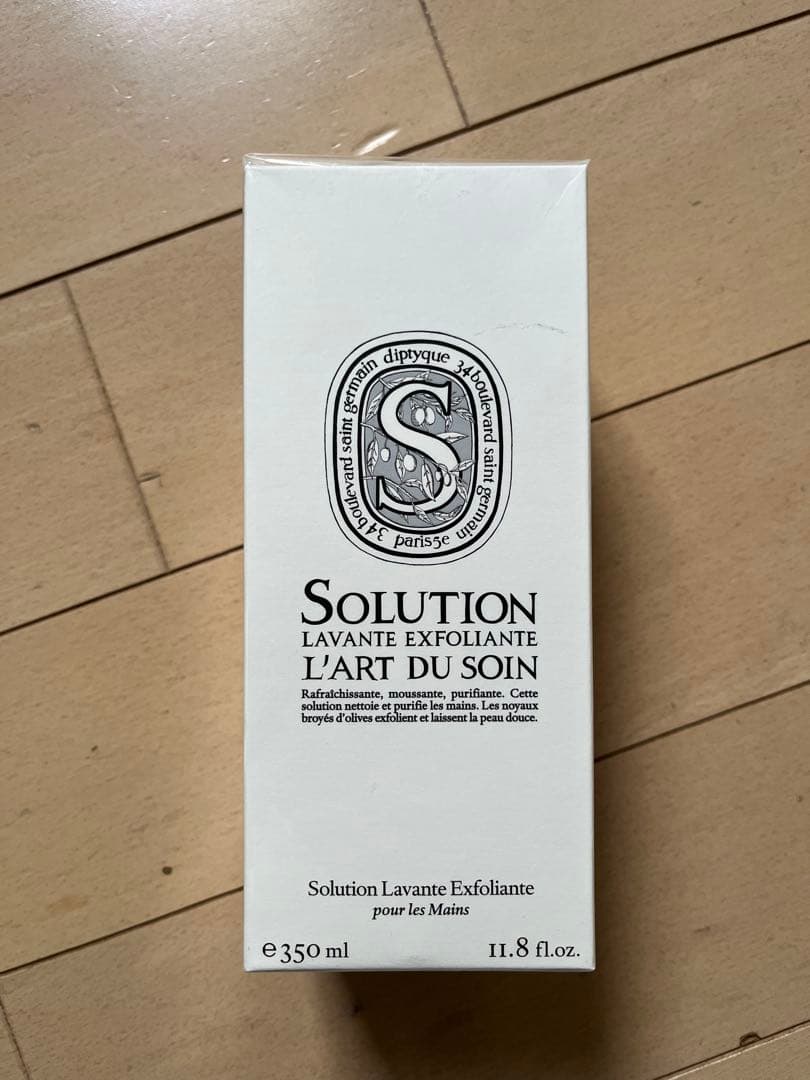 diptyque 34 boulevard saint germain paris 5e 34 boulevard saint germain
S
SOLUTION
LAVANTE EXFOLIANTE
L'ART DU SOIN
Rafraîchissante, moussante, purifiante. Cette
solution nettoie et purifie les mains. Les noyaux
broyés d'olives exfolient et laissent la peau douce.
Solution Lavante Exfoliante
pour les Mains
e 350 ml 11.8 fl.oz.